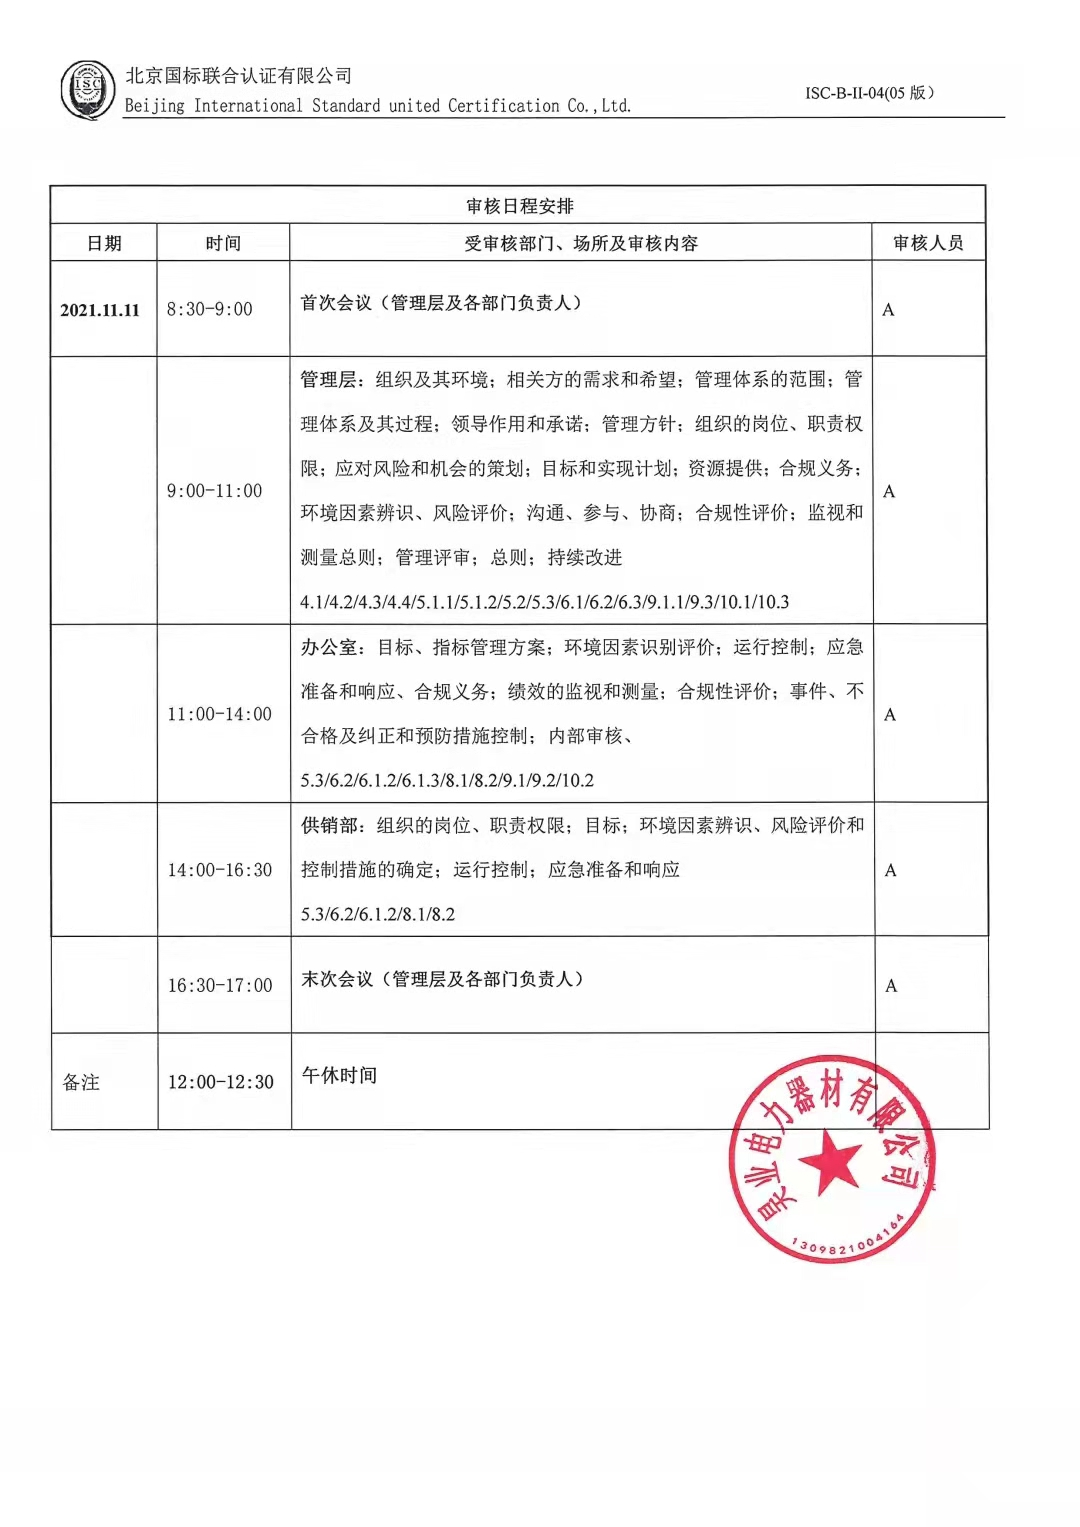 ISC
北京国标联合认证有限公司
Beijing International Standard united Certification Co.,Ltd.
ISC-B-II-04(05 版)
审核日程安排
日期 时间 受审核部门、场所及审核内容 审核人员
2021.11.11 8:30-9:00 首次会议（管理层及各部门负责人） A
管理层：组织及其环境；相关方的需求和希望；管理体系的范围；管
理体系及其过程；领导作用和承诺；管理方针；组织的岗位、职责权
限；应对风险和机会的策划；目标和实现计划；资源提供；合规义务；
9:00-11:00 A
环境因素辨识、风险评价；沟通、参与、协商；合规性评价；监视和
测量总则；管理评审；总则；持续改进
4.1/4.2/4.3/4.4/5.1.1/5.1.2/5.2/5.3/6.1/6.2/6.3/9.1.1/9.3/10.1/10.3
办公室：目标、指标管理方案；环境因素识别评价；运行控制；应急
准备和响应、合规义务；绩效的监视和测量；合规性评价；事件、不
11:00-14:00 A
合格及纠正和预防措施控制；内部审核、
5.3/6.2/6.1.2/6.1.3/8.1/8.2/9.1/9.2/10.2
供销部：组织的岗位、职责权限；目标；环境因素辨识、风险评价和
14:00-16:30 控制措施的确定；运行控制；应急准备和响应 A
5.3/6.2/6.1.2/8.1/8.2
16:30-17:00 末次会议（管理层及各部门负责人） A
备注 12:00-12:30 午休时间
昊业电力器材有限公司
1309821004164